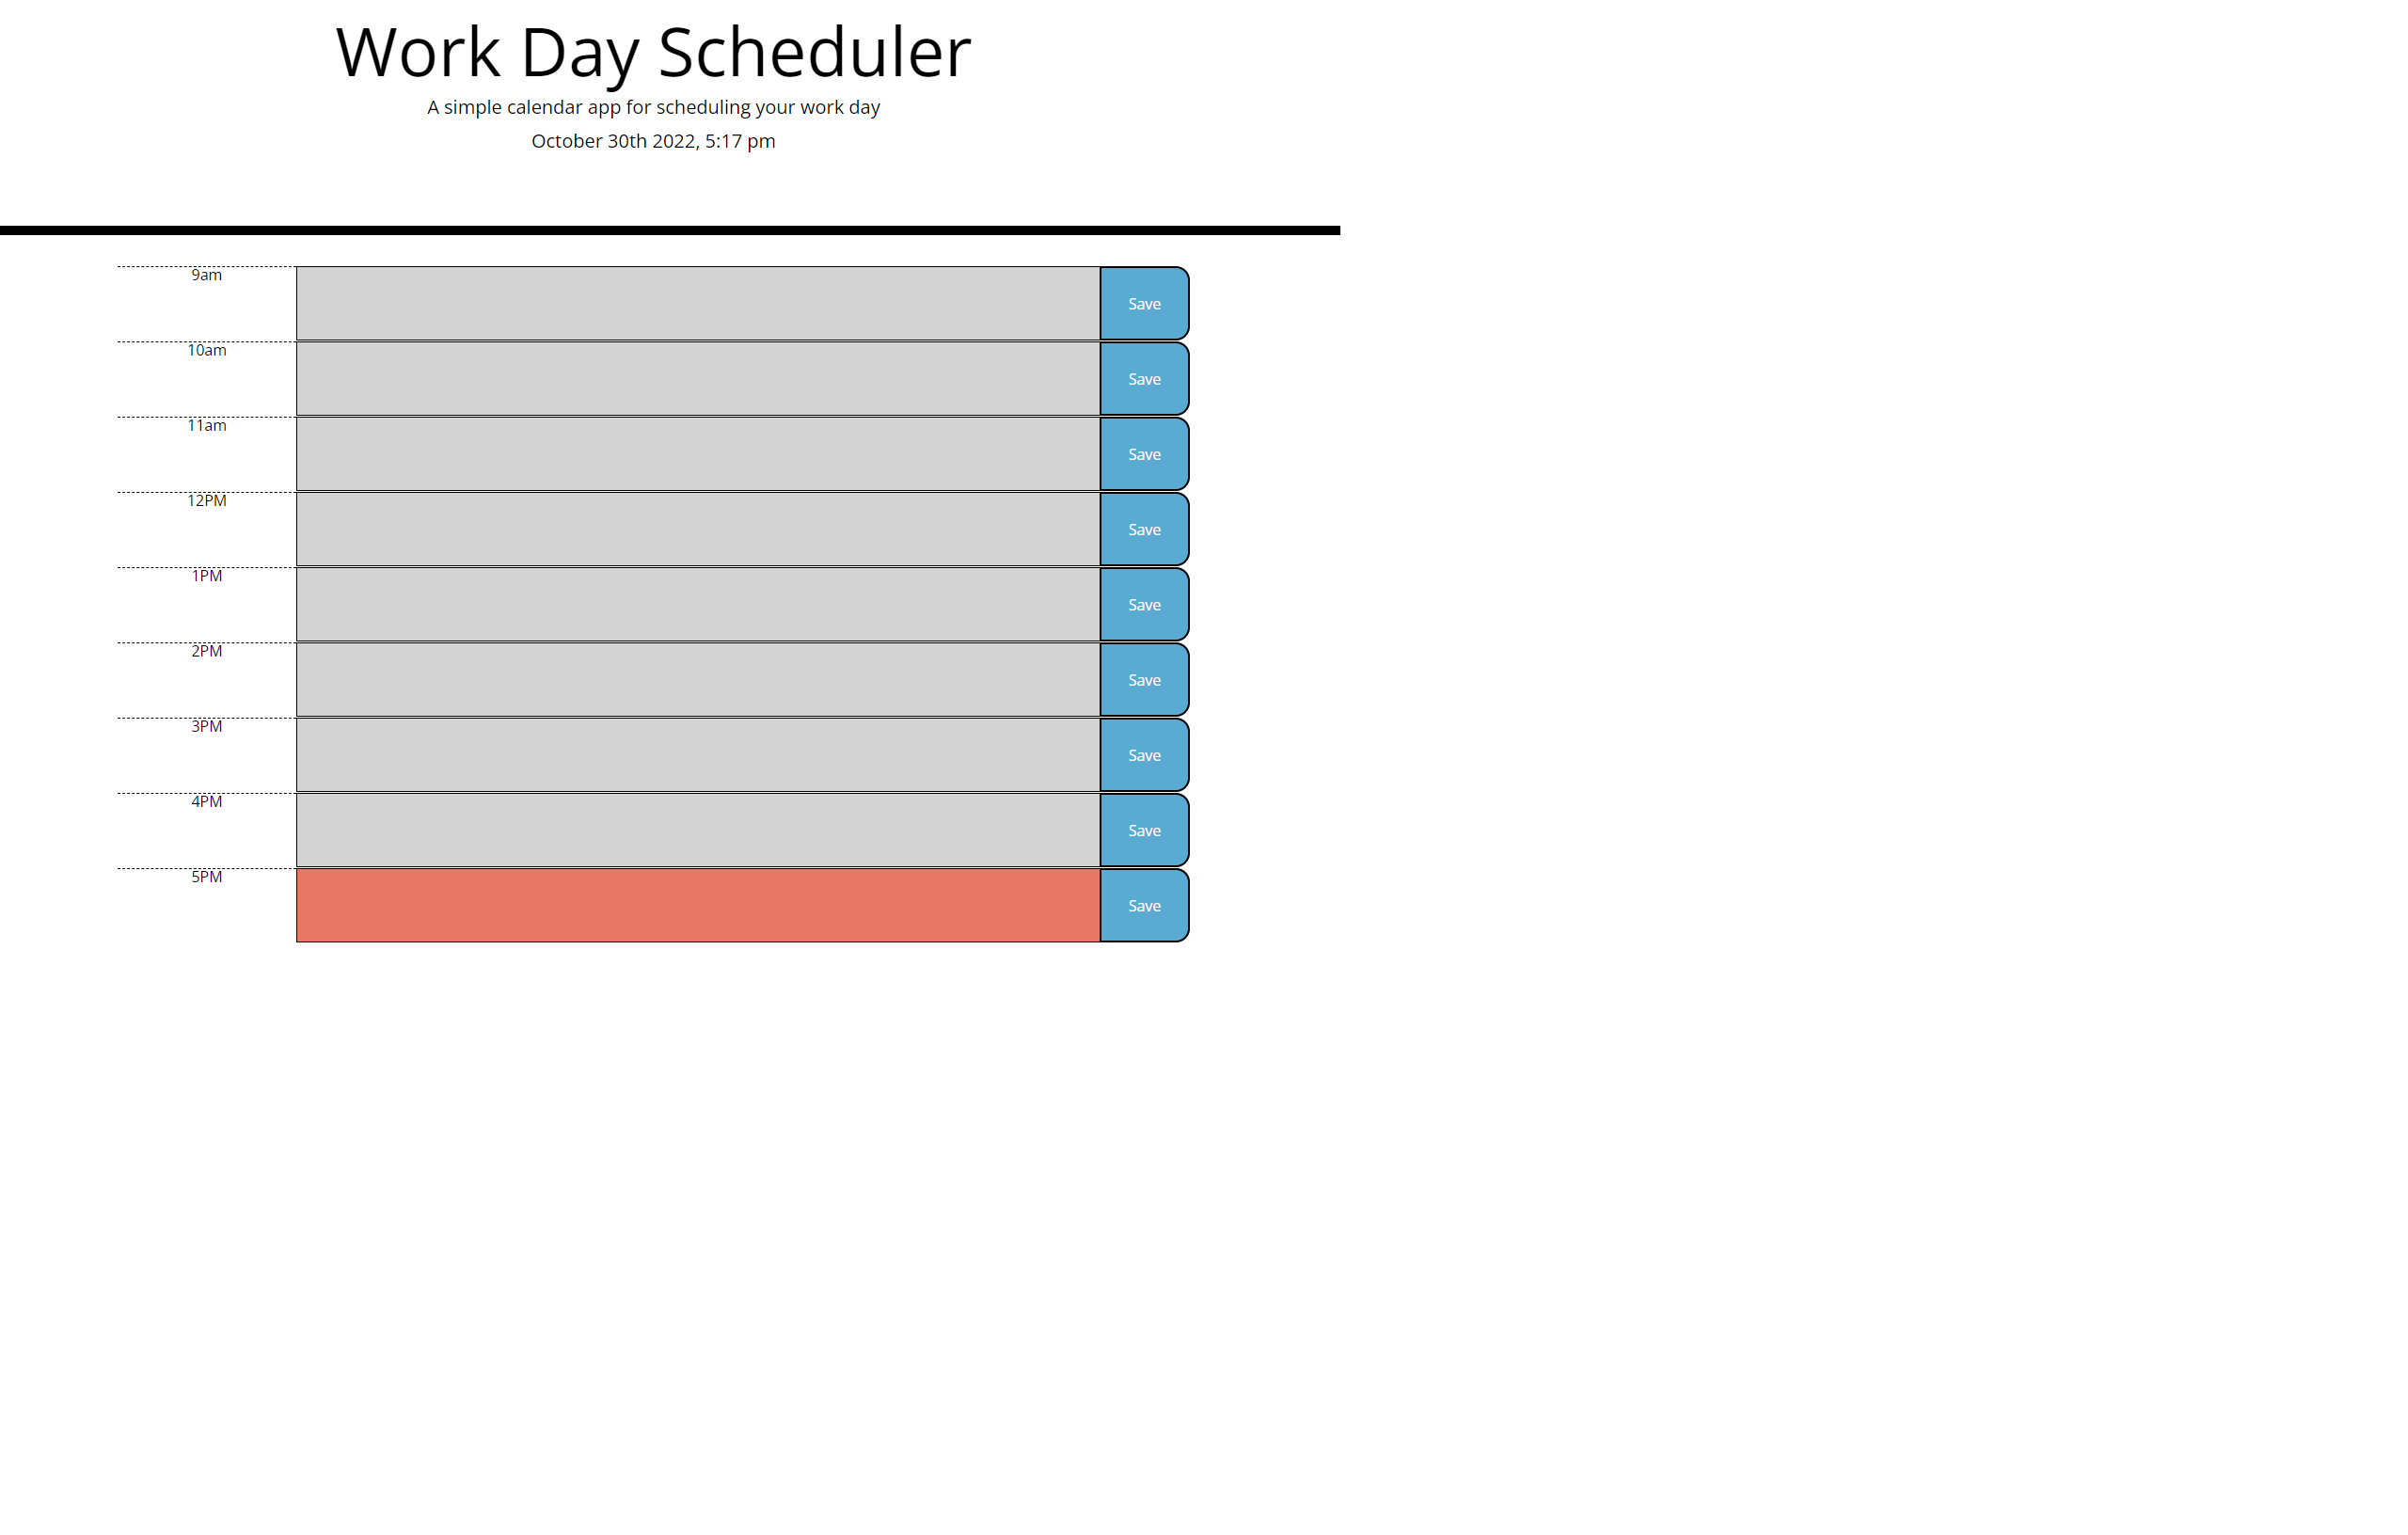 Work Day Scheduler
A simple calendar app for scheduling your work day
October 30th 2022, 5:17 pm
9am
Save
10am
Save
11am
Save
12PM
Save
1PM
Save
2PM
Save
3PM
Save
4PM
Save
5PM
Save